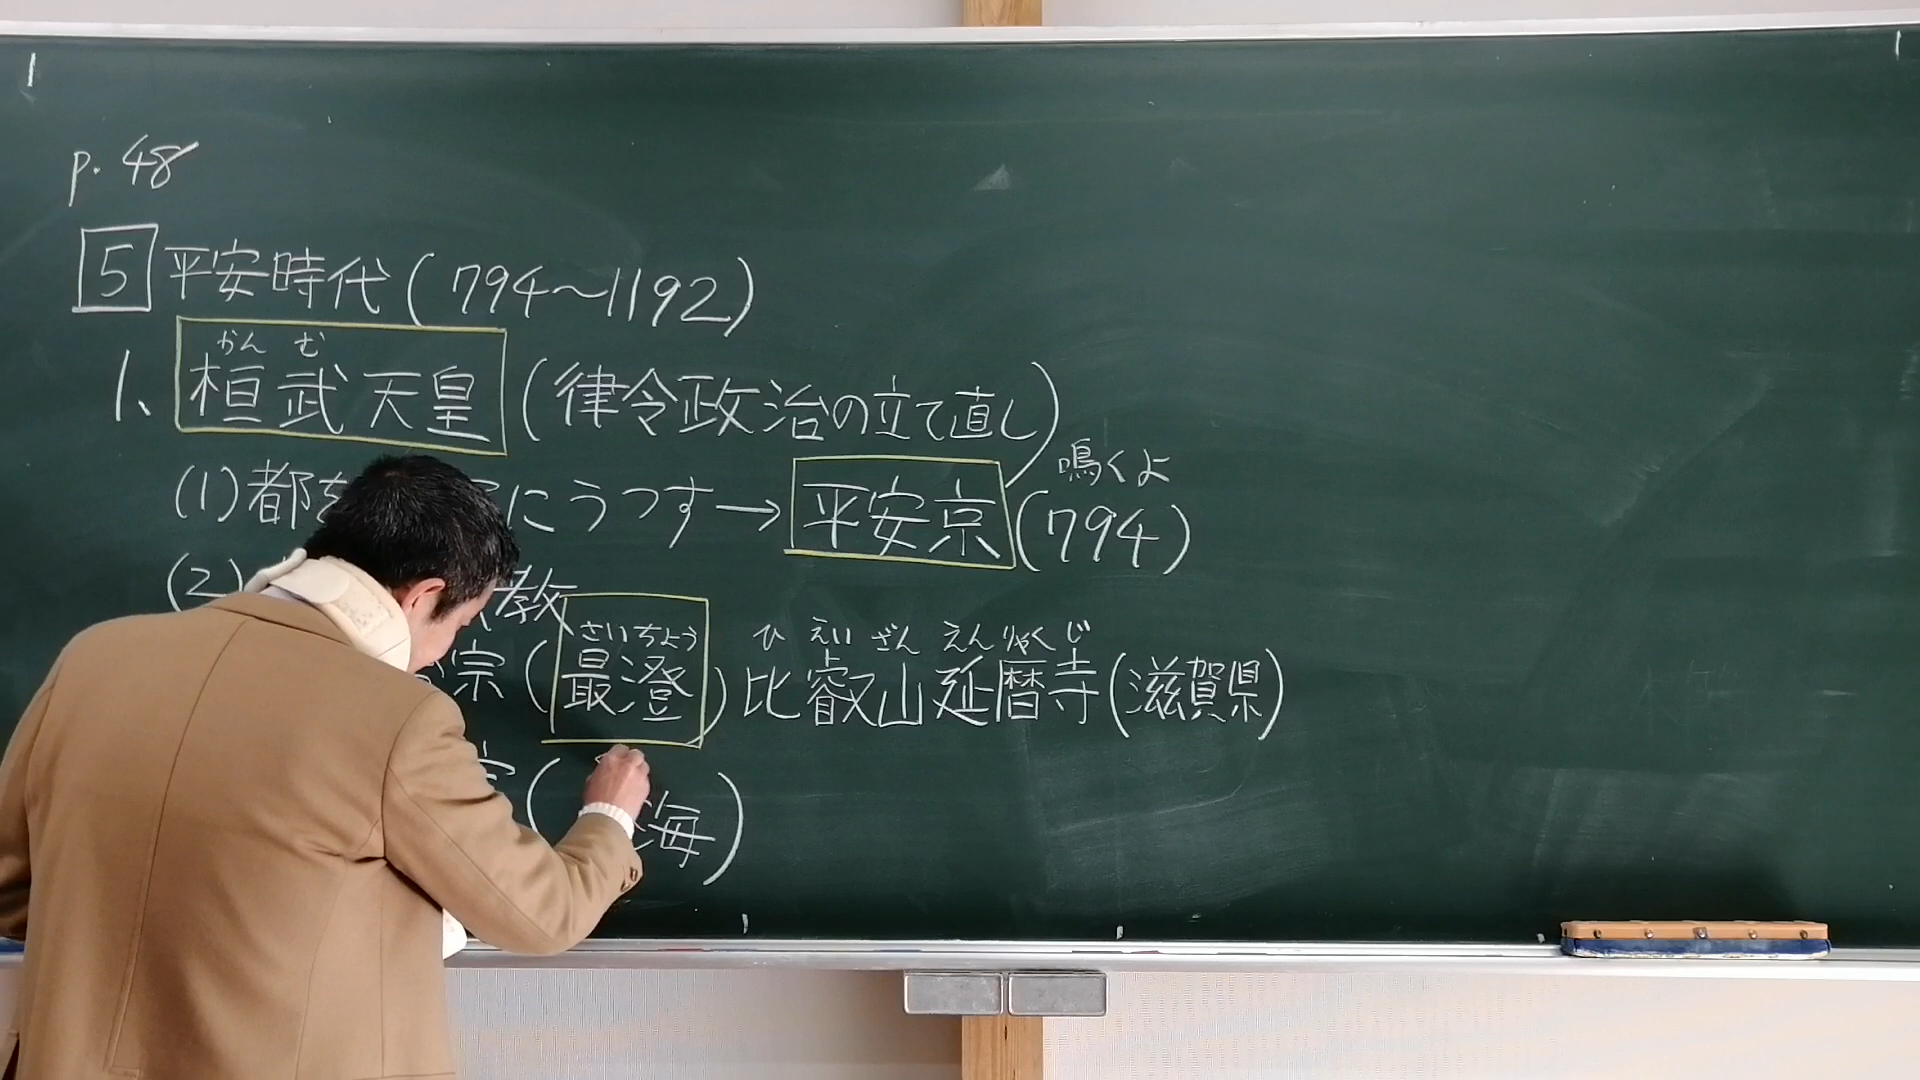 p. 48
5 平安時代(794〜1192)
かん む
1、桓武天皇(律令政治の立て直し)
鳴くよ
(1)都を にうつす→平安京(794)
(2) 教
さいちょう ひ えい ざん えん りゃく じ
宗(最澄)比叡山延暦寺(滋賀県)
( 海)